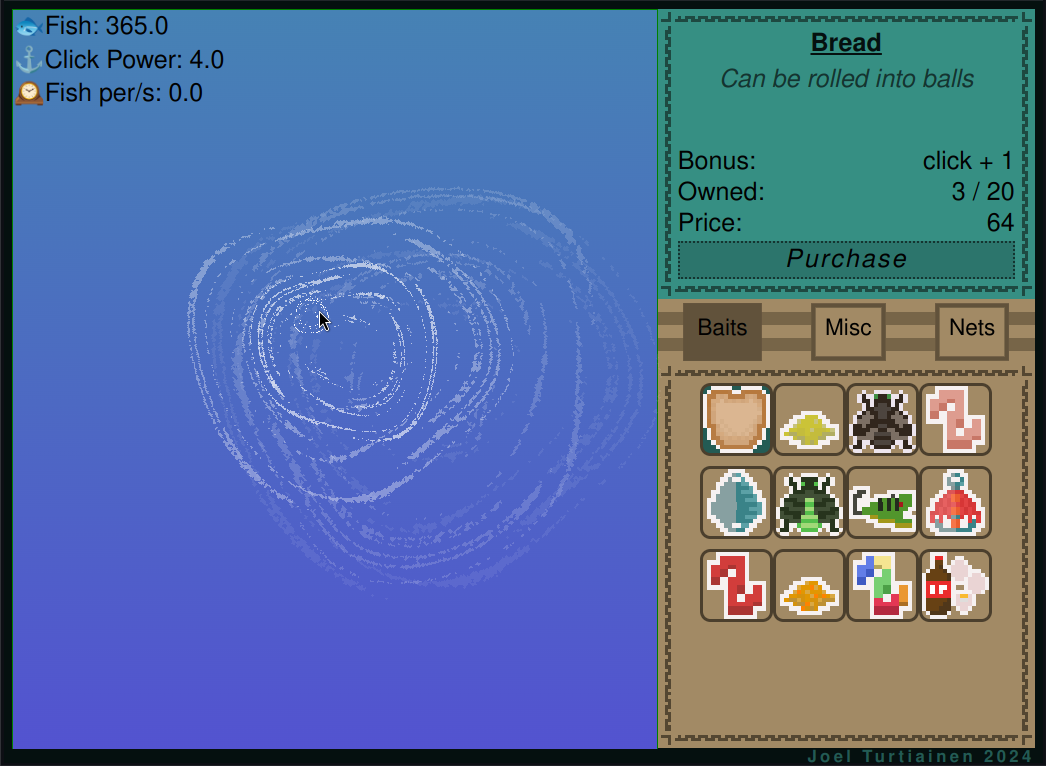 Fish: 365.0
Click Power: 4.0
Fish per/s: 0.0
Bread
Can be rolled into balls
Bonus: click + 1
Owned: 3 / 20
Price: 64
Purchase
Baits Misc Nets
Joel Turtiainen 2024